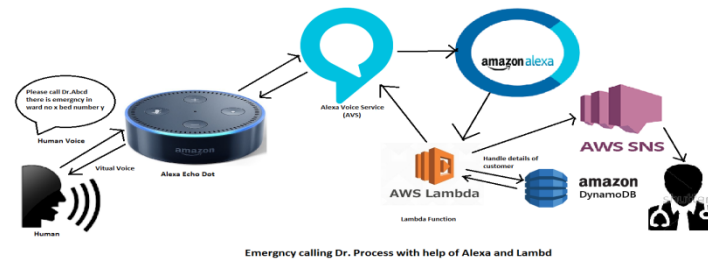 Please call Dr.Abcd
there is emergncy in
ward no x bed number y
Human Voice
Vitual Voice
Human
amazon
Alexa Echo Dot
Alexa Voice Service
(AVS)
amazon alexa
AWS Lambda
Lambda Function
Handle details of
customer
amazon
DynamoDB
AWS SNS
Emergncy calling Dr. Process with help of Alexa and Lambd